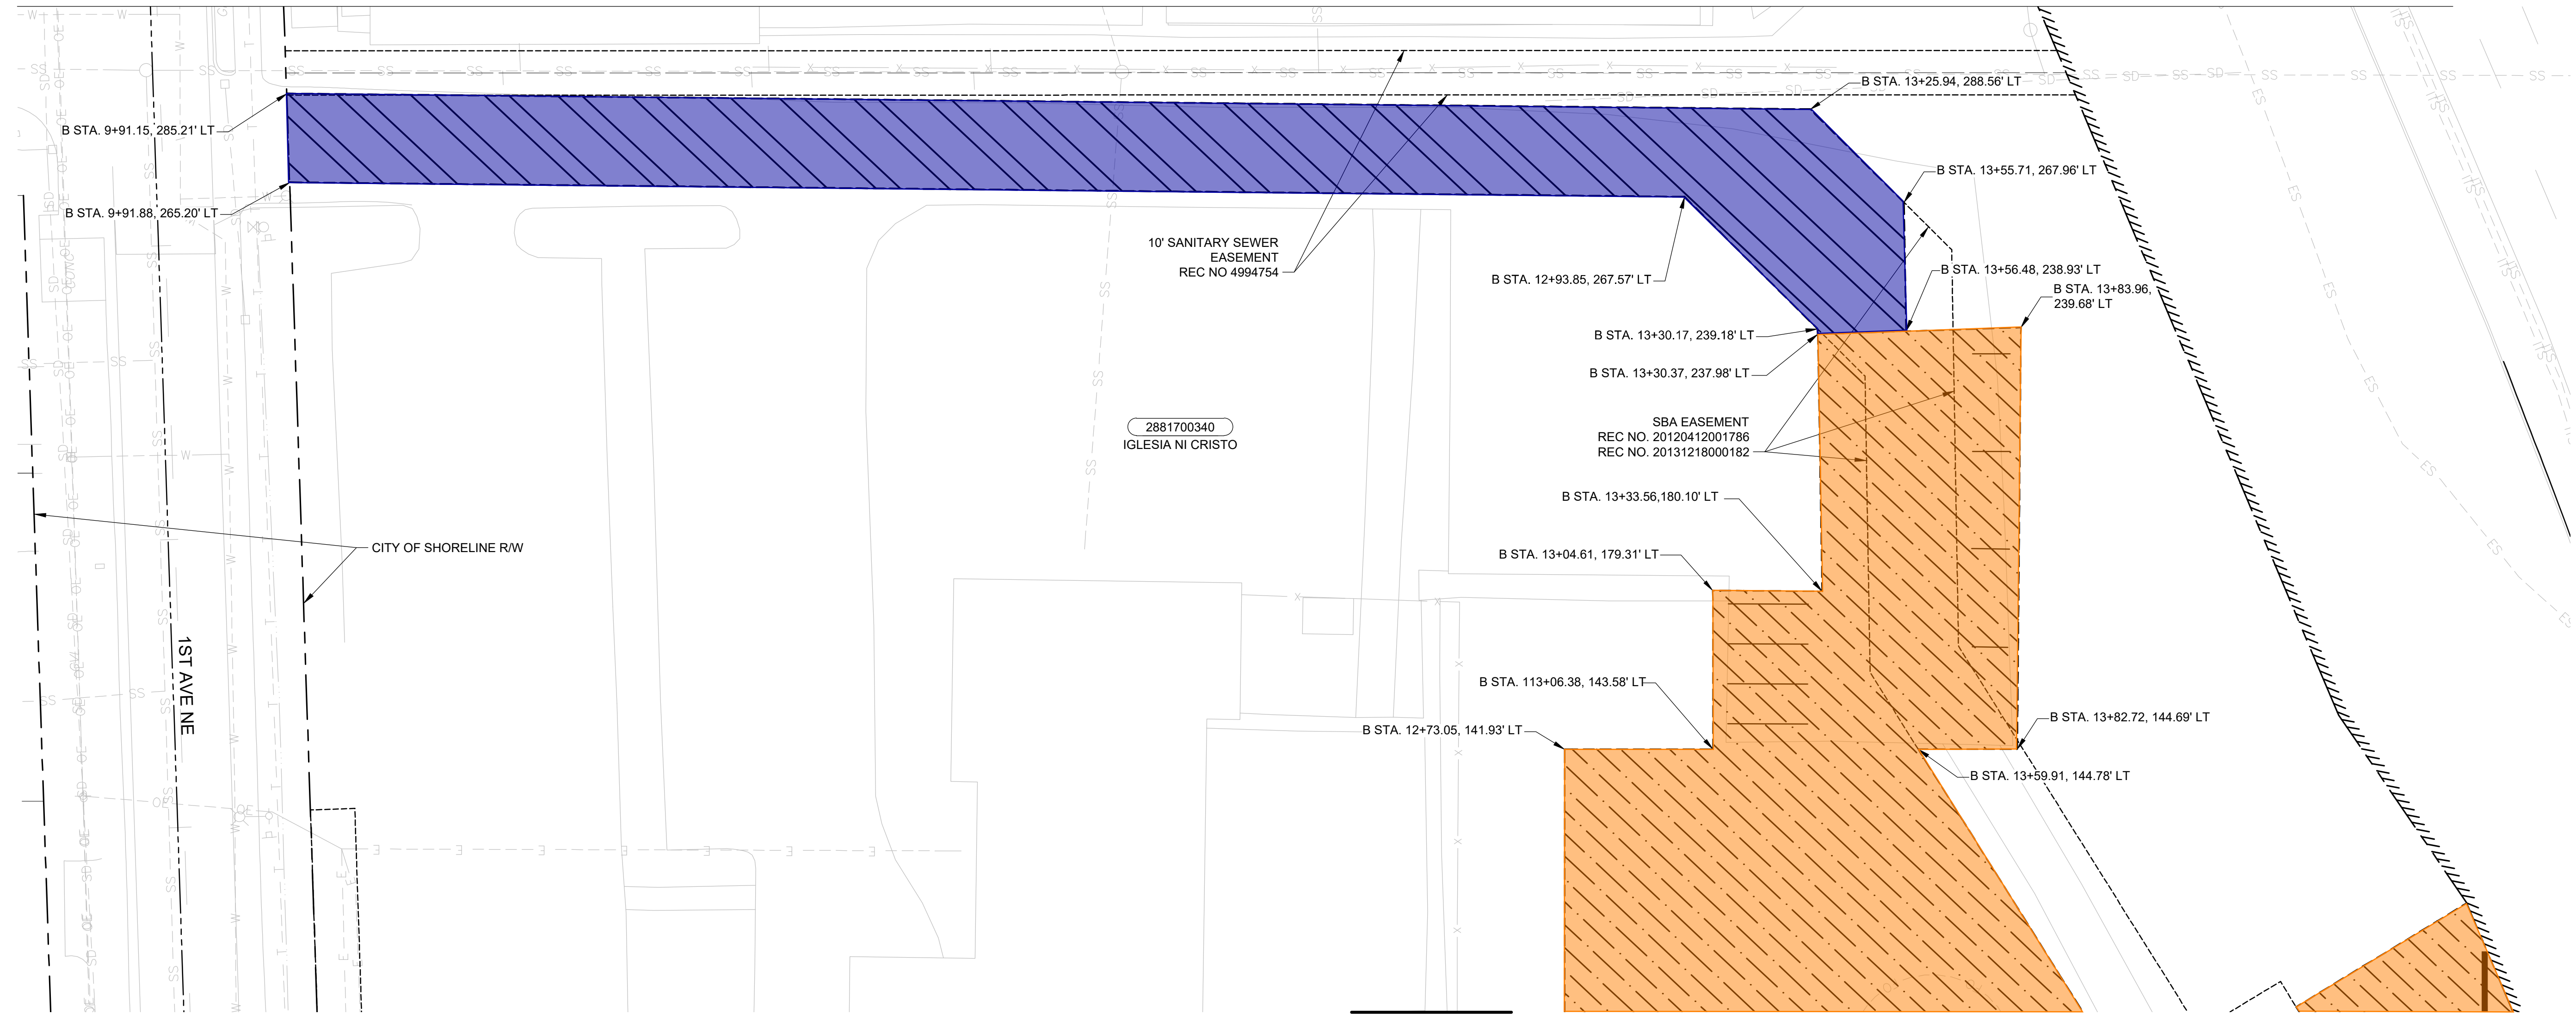 B STA. 13+25.94, 288.56' LT
B STA. 9+91.15, 285.21' LT
B STA. 13+55.71, 267.96' LT
B STA. 9+91.88, 265.20' LT
10' SANITARY SEWER
EASEMENT
REC NO 4994754
B STA. 12+93.85, 267.57' LT
B STA. 13+56.48, 238.93' LT
B STA. 13+83.96,
239.68' LT
B STA. 13+30.17, 239.18' LT
B STA. 13+30.37, 237.98' LT
2881700340
IGLESIA NI CRISTO
SBA EASEMENT
REC NO. 20120412001786
REC NO. 20131218000182
B STA. 13+33.56,180.10' LT
CITY OF SHORELINE R/W
B STA. 13+04.61, 179.31' LT
1ST AVE NE
B STA. 113+06.38, 143.58' LT
B STA. 12+73.05, 141.93' LT
B STA. 13+82.72, 144.69' LT
B STA. 13+59.91, 144.78' LT